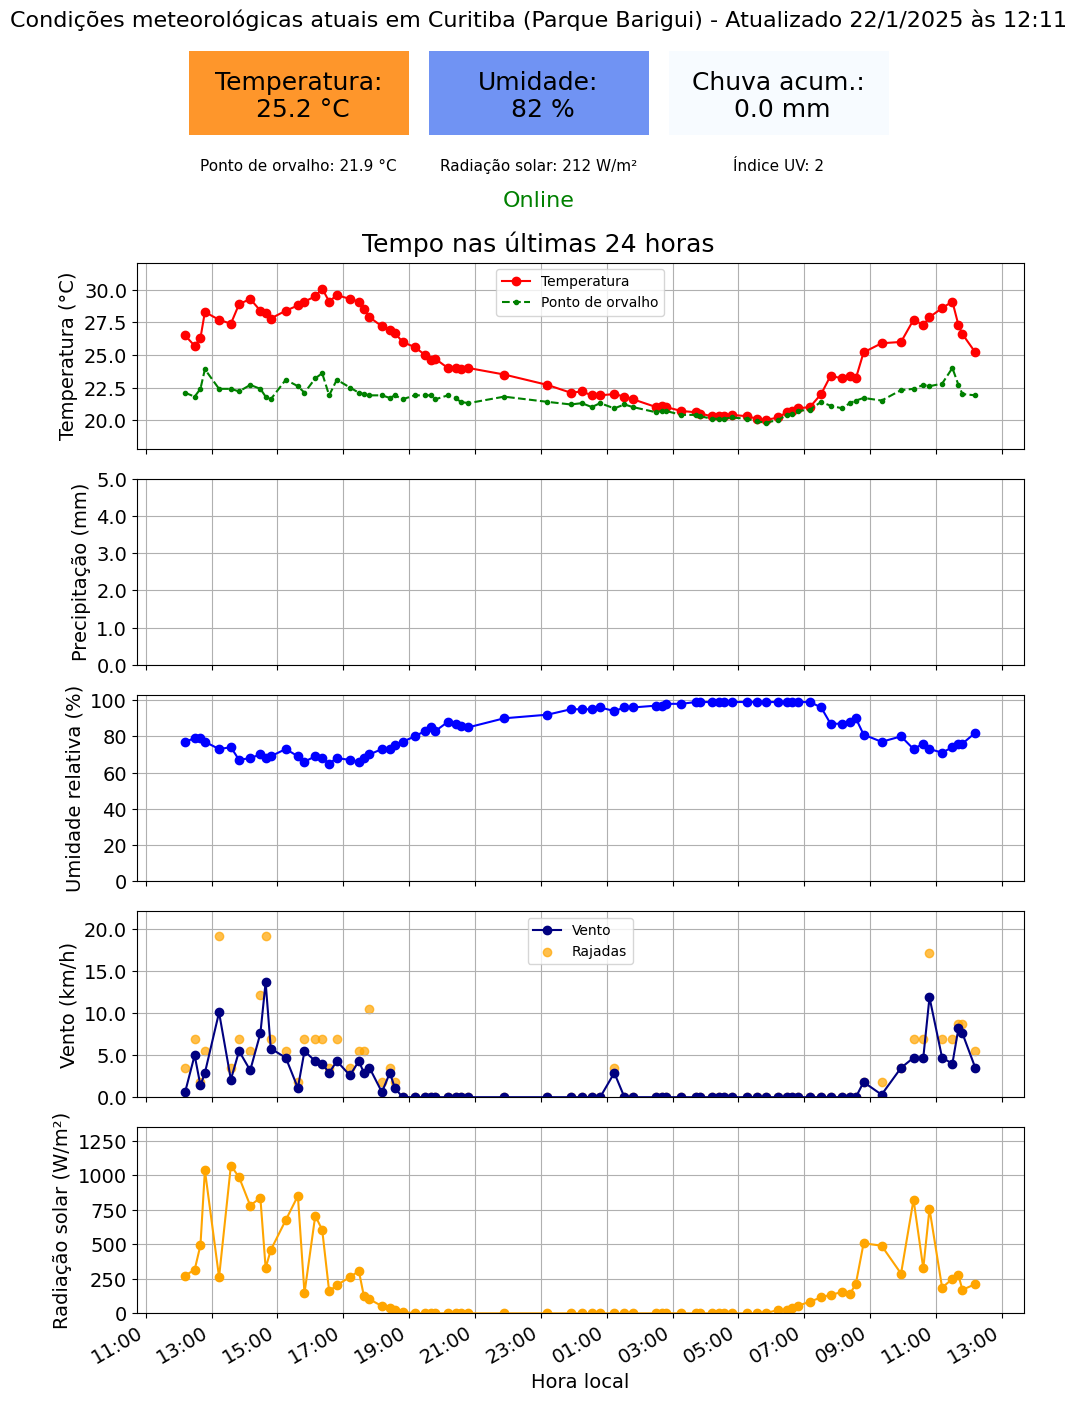 Condições meteorológicas atuais em Curitiba (Parque Barigui) - Atualizado 22/1/2025 às 12:11
Temperatura:
25.2 °C
Umidade:
82 %
Chuva acum.:
0.0 mm
Ponto de orvalho: 21.9 °C
Radiação solar: 212 W/m²
Índice UV: 2
Online
Tempo nas últimas 24 horas
Temperatura (°C)
30.0
27.5
25.0
22.5
20.0
Temperatura
Ponto de orvalho
Precipitação (mm)
5.0
4.0
3.0
2.0
1.0
0.0
Umidade relativa (%)
100
80
60
40
20
0
Vento (km/h)
20.0
15.0
10.0
5.0
0.0
Vento
Rajadas
Radiação solar (W/m²)
1250
1000
750
500
250
0
11:00
13:00
15:00
17:00
19:00
21:00
23:00
01:00
03:00
05:00
07:00
09:00
11:00
13:00
Hora local